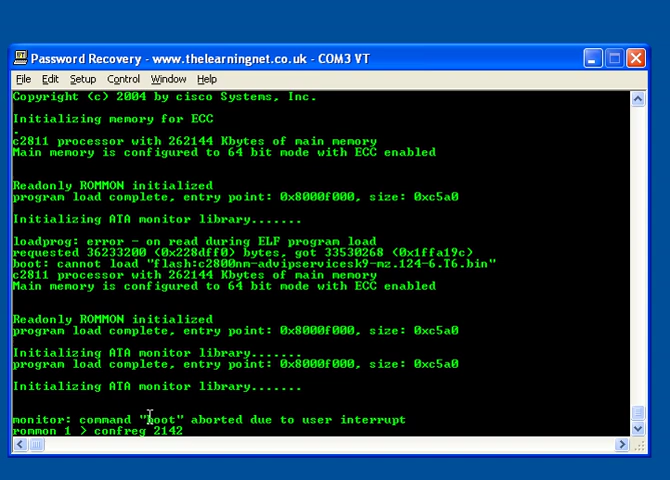 Password Recovery - www.thelearningnet.co.uk - COM3 VT
File Edit Setup Control Window Help
Copyright (c) 2004 by cisco Systems, Inc.
Initializing memory for ECC
.
c2811 processor with 262144 Kbytes of main memory
Main memory is configured to 64 bit mode with ECC enabled
Readonly ROMMON initialized
program load complete, entry point: 0x8000f000, size: 0xc5a0
Initializing ATA monitor library.......
loadprog: error - on read during ELF program load
requested 36233200 (0x228dff0) bytes, got 33530268 (0x1ffa19c)
boot: cannot load "flash:c2800nm-advipservicesk9-mz.124-6.T6.bin"
c2811 processor with 262144 Kbytes of main memory
Main memory is configured to 64 bit mode with ECC enabled
Readonly ROMMON initialized
program load complete, entry point: 0x8000f000, size: 0xc5a0
Initializing ATA monitor library.......
program load complete, entry point: 0x8000f000, size: 0xc5a0
Initializing ATA monitor library.......
monitor: command "boot" aborted due to user interrupt
rommon 1 > confreg 2142